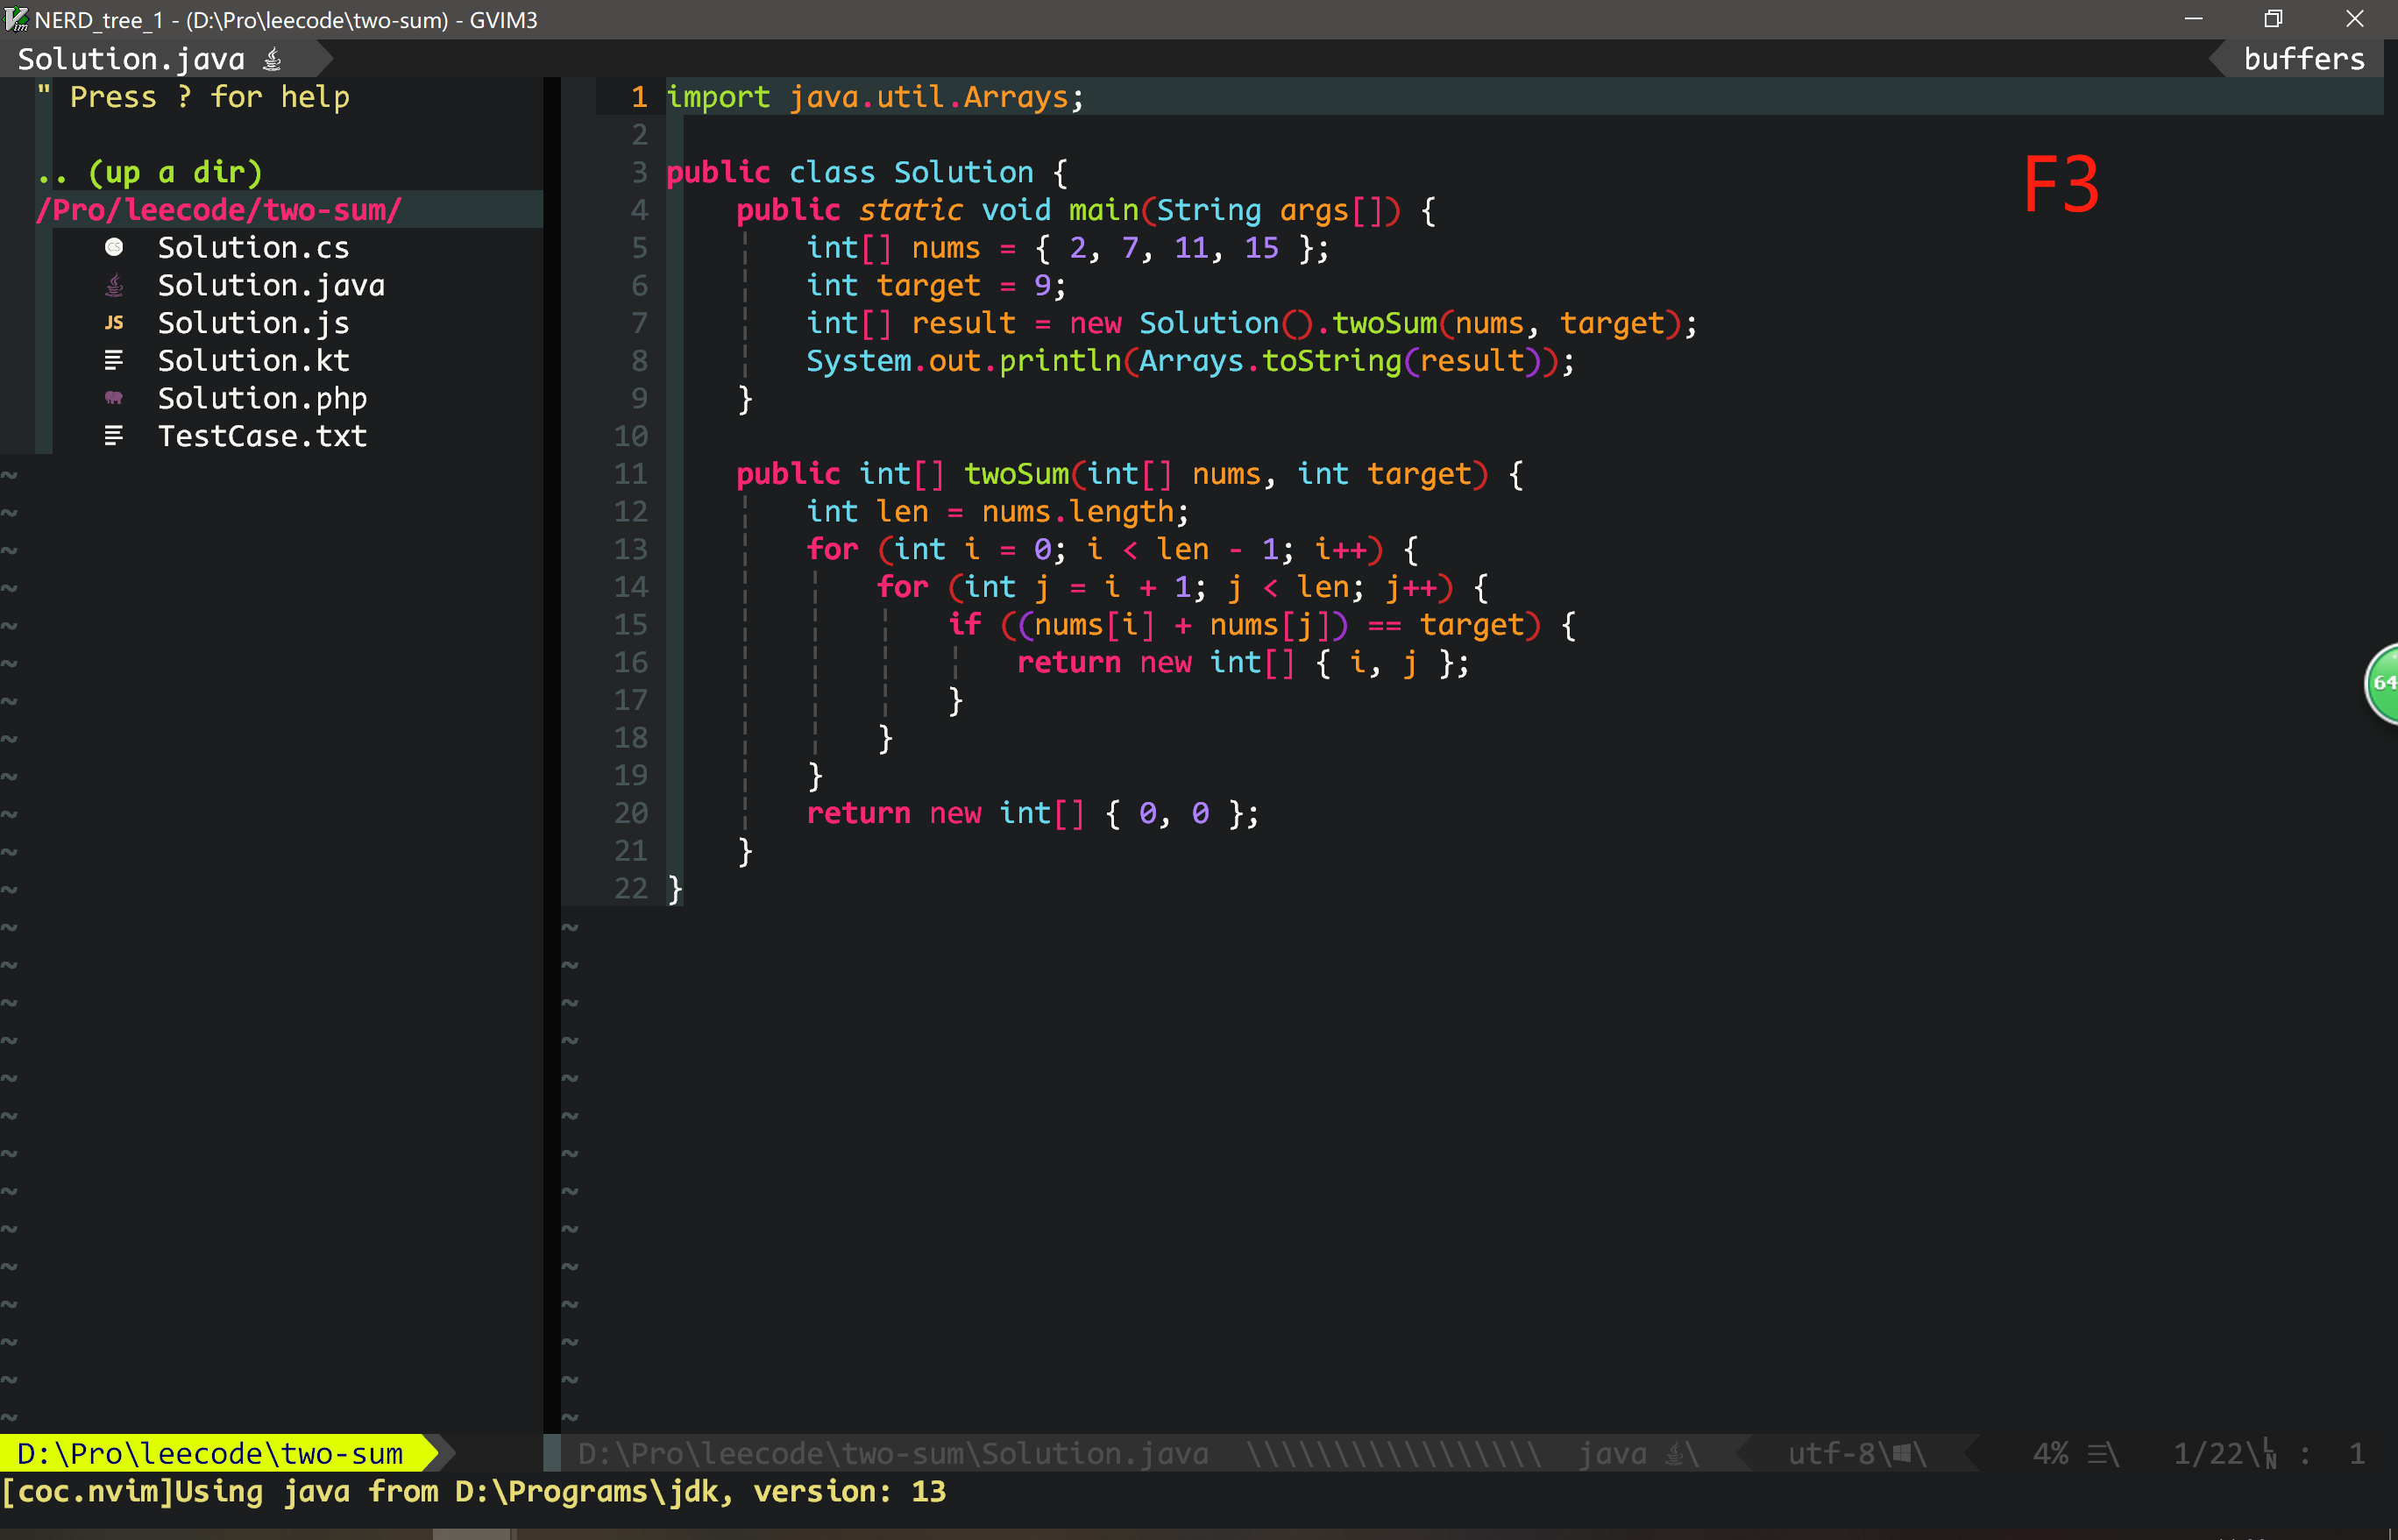 NERD_tree_1 - (D:\Pro\leecode\two-sum) - GVIM3
Solution.java
buffers
" Press ? for help
.. (up a dir)
/Pro/leecode/two-sum/
Solution.cs
Solution.java
JS Solution.js
Solution.kt
Solution.php
TestCase.txt
1 import java.util.Arrays;
2
3 public class Solution {
4     public static void main(String args[]) {
5         int[] nums = { 2, 7, 11, 15 };
6         int target = 9;
7         int[] result = new Solution().twoSum(nums, target);
8         System.out.println(Arrays.toString(result));
9     }
10
11     public int[] twoSum(int[] nums, int target) {
12         int len = nums.length;
13         for (int i = 0; i < len - 1; i++) {
14             for (int j = i + 1; j < len; j++) {
15                 if ((nums[i] + nums[j]) == target) {
16                     return new int[] { i, j };
17                 }
18             }
19         }
20         return new int[] { 0, 0 };
21     }
22 }
F3
64
D:\Pro\leecode\two-sum
D:\Pro\leecode\two-sum\Solution.java \\\\\\\\\\\\\\\\\ java \ utf-8\ \ 4% ☰\ 1/22\LN : 1
[coc.nvim]Using java from D:\Programs\jdk, version: 13